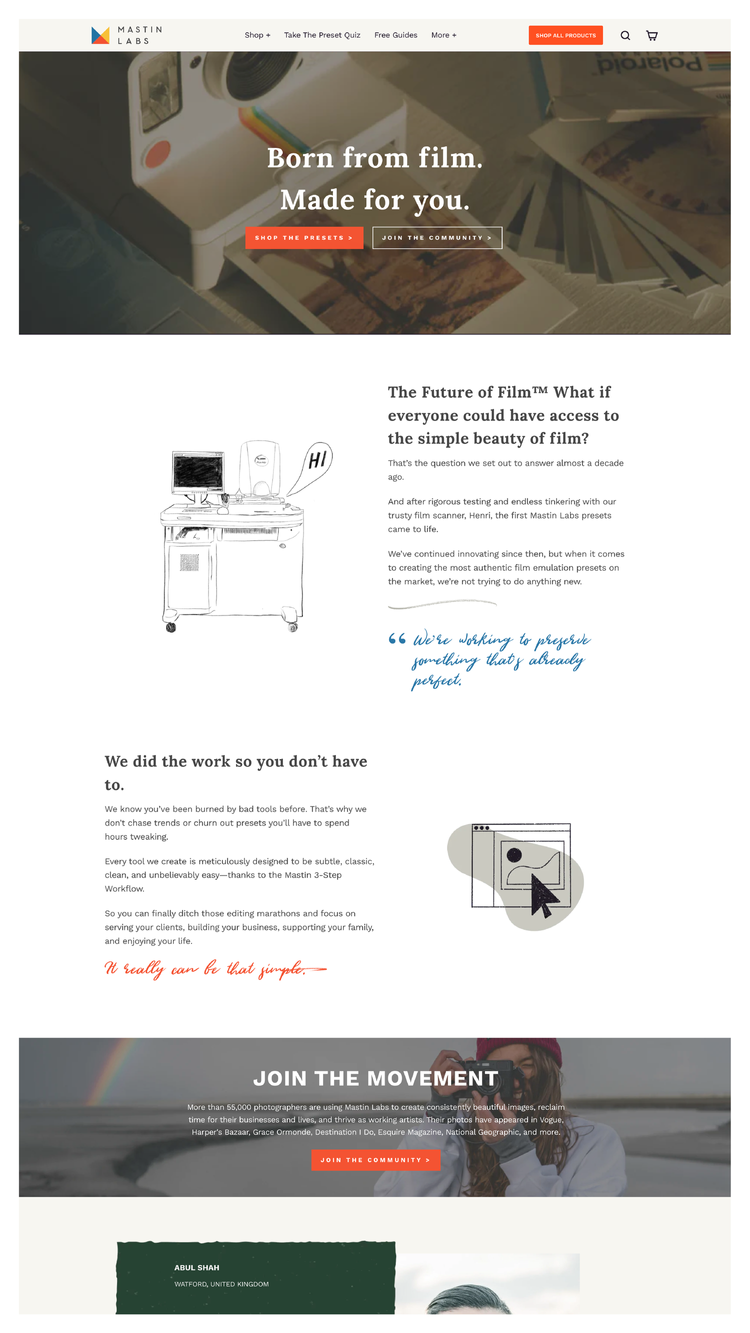 MASTIN
LABS
Shop +
Take The Preset Quiz
Free Guides
More +
SHOP ALL PRODUCTS
Polaroid
Born from film.
Made for you.
SHOP THE PRESETS >
JOIN THE COMMUNITY >
HI
The Future of Film™ What if
everyone could have access to
the simple beauty of film?
That's the question we set out to answer almost a decade
ago.
And after rigorous testing and endless tinkering with our
trusty film scanner, Henri, the first Mastin Labs presets
came to life.
We've continued innovating since then, but when it comes
to creating the most authentic film emulation presets on
the market, we're not trying to do anything new.
“ We're working to preserve
something that's already
perfect.
We did the work so you don’t have
to.
We know you’ve been burned by bad tools before. That’s why we
don’t chase trends or churn out presets you’ll have to spend
hours tweaking.
Every tool we create is meticulously designed to be subtle, classic,
clean, and unbelievably easy—thanks to the Mastin 3-Step
Workflow.
So you can finally ditch those editing marathons and focus on
serving your clients, building your business, supporting your family,
and enjoying your life.
It really can be that simple.
JOIN THE MOVEMENT
More than 55,000 photographers are using Mastin Labs to create consistently beautiful images, reclaim
time for their businesses and lives, and thrive as working artists. Their photos have appeared in Vogue,
Harper’s Bazaar, Grace Ormonde, Destination I Do, Esquire Magazine, National Geographic, and more.
JOIN THE COMMUNITY >
ABUL SHAH
WATFORD, UNITED KINGDOM